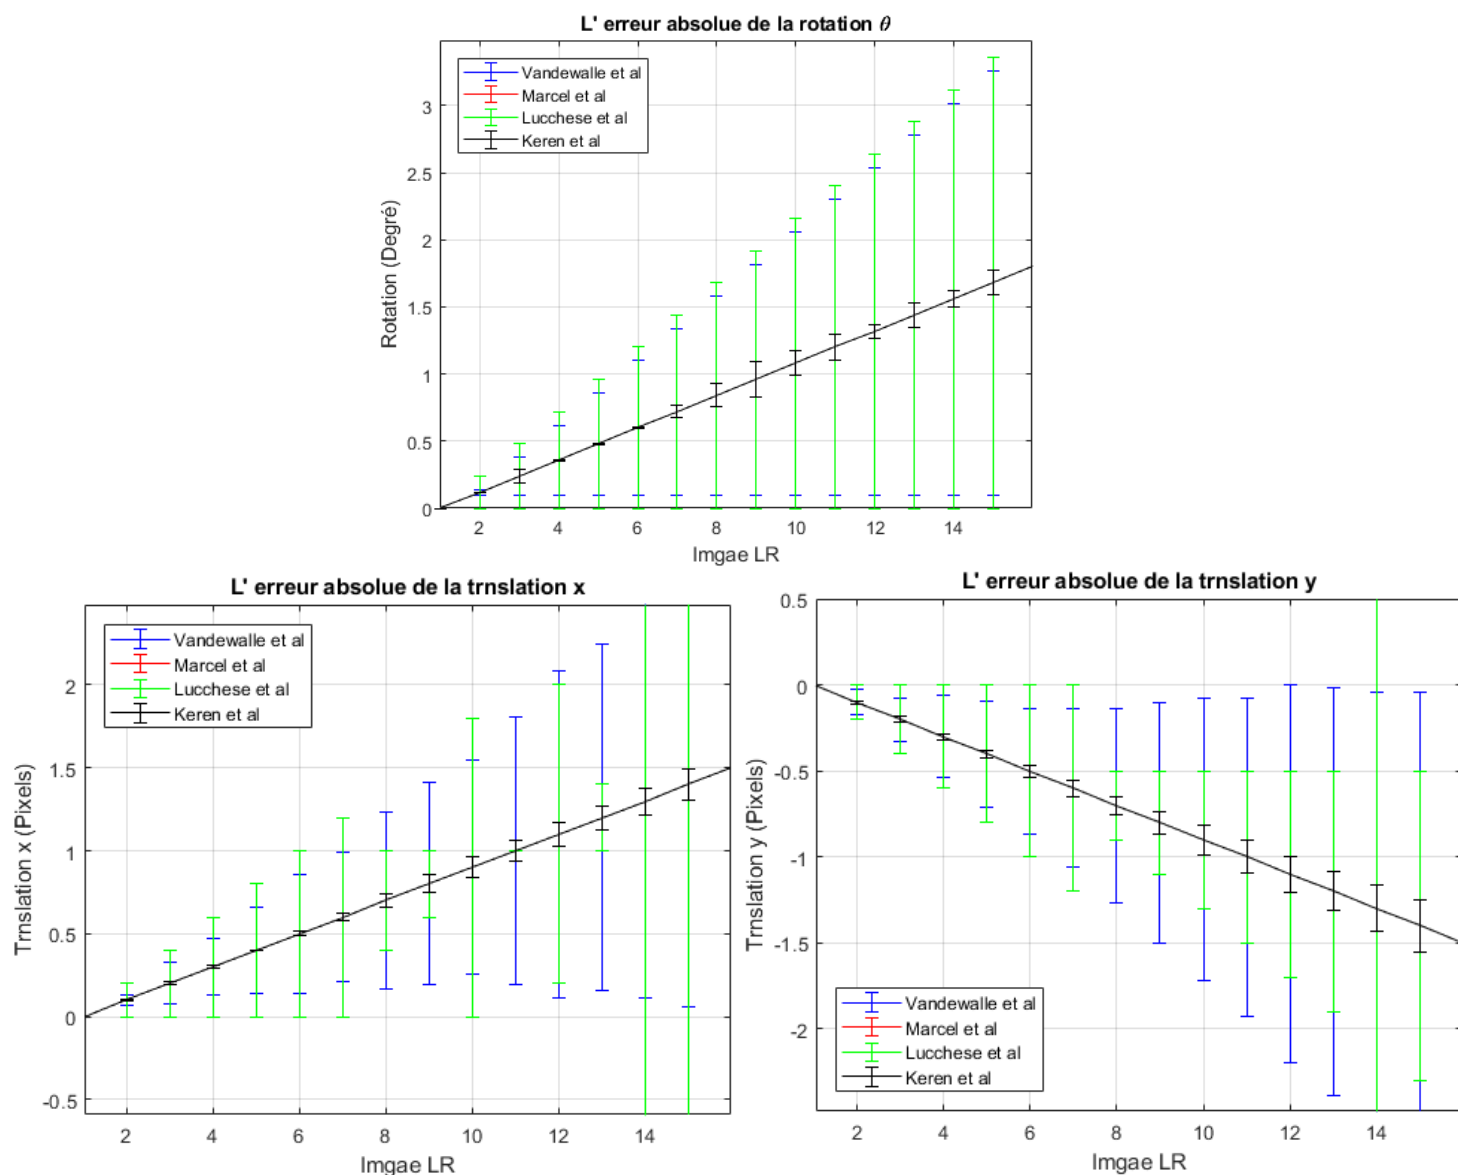 L' erreur absolue de la rotation θ
Vandewalle et al
Marcel et al
Lucchese et al
Keren et al
Rotation (Degré)
3
2.5
2
1.5
1
0.5
0
2 4 6 8 10 12 14
Imgae LR
L' erreur absolue de la trnslation x
Vandewalle et al
Marcel et al
Lucchese et al
Keren et al
Trnslation x (Pixels)
2
1.5
1
0.5
0
-0.5
2 4 6 8 10 12 14
Imgae LR
L' erreur absolue de la trnslation y
0.5
0
-0.5
-1
-1.5
-2
Trnslation y (Pixels)
Vandewalle et al
Marcel et al
Lucchese et al
Keren et al
2 4 6 8 10 12 14
Imgae LR